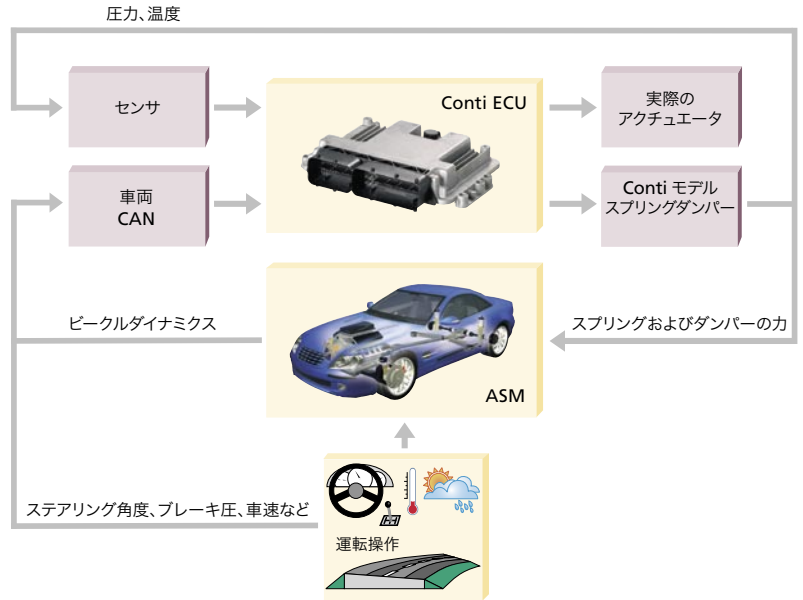 圧力、温度
センサ
Conti ECU
実際の
アクチュエータ
車両
CAN
Conti モデル
スプリングダンパー
ビークルダイナミクス
スプリングおよびダンパーの力
ASM
ステアリング角度、ブレーキ圧、車速など
運転操作